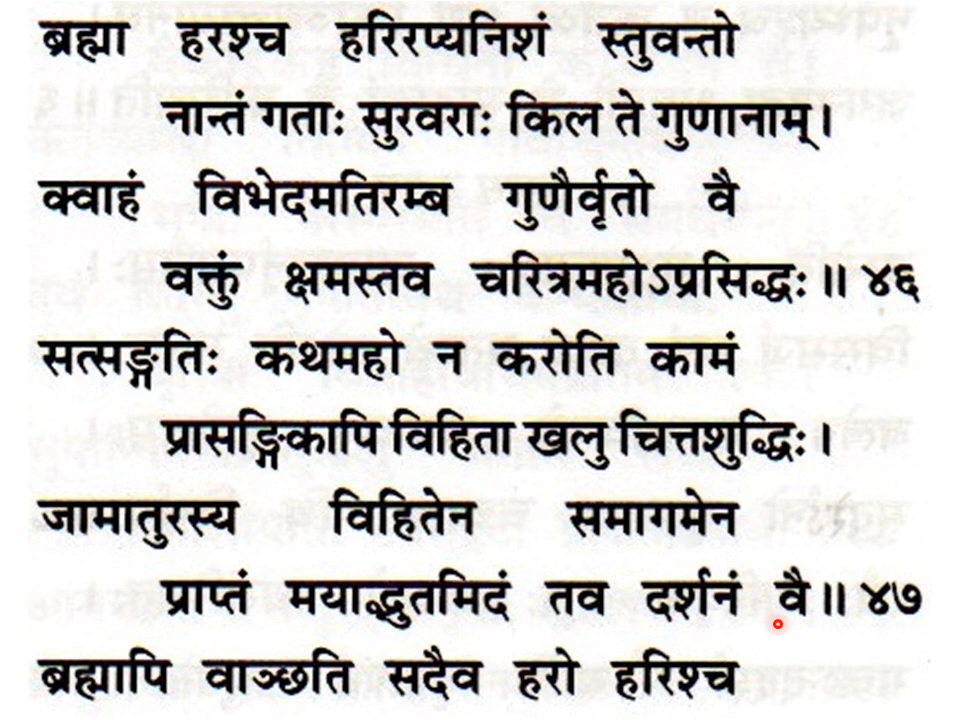 ब्रह्मा हरश्च हरिरप्यनिशं स्तुवन्तो
नान्तं गताः सुरवराः किल ते गुणानाम्।
क्वाहं विभेदमतिरम्ब गुणैर्वृतो वै
वक्तुं क्षमस्तव चरित्रमहोऽप्रसिद्धः॥ ४६
सत्सङ्गतिः कथमहो न करोति कामं
प्रासङ्गिकापि विहिता खलु चित्तशुद्धिः।
जामातुरस्य विहितेन समागमेन
प्राप्तं मयाद्भुतमिदं तव दर्शनं वै॥ ४७
ब्रह्मापि वाञ्छति सदैव हरो हरिश्च